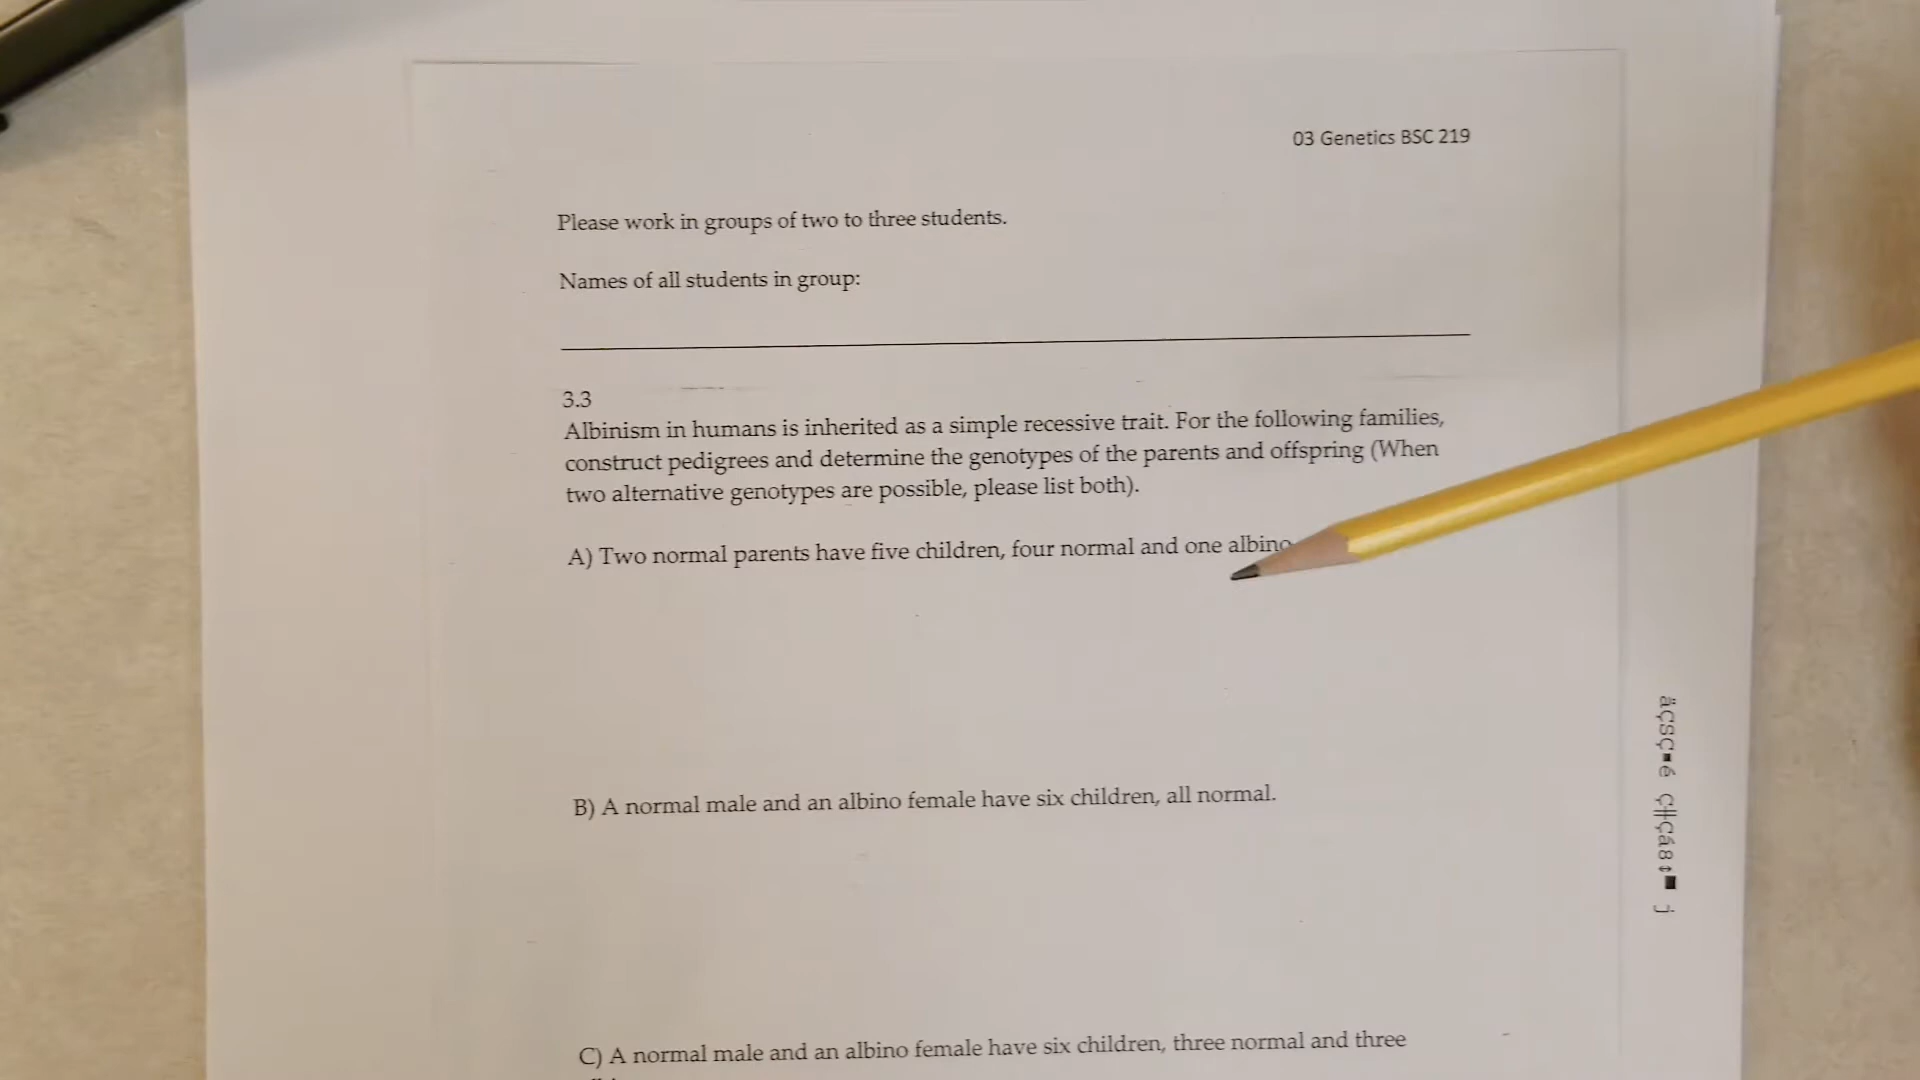 03 Genetics BSC 219
Please work in groups of two to three students.
Names of all students in group:
3.3
Albinism in humans is inherited as a simple recessive trait. For the following families,
construct pedigrees and determine the genotypes of the parents and offspring (When
two alternative genotypes are possible, please list both).
A) Two normal parents have five children, four normal and one albino
B) A normal male and an albino female have six children, all normal.
C) A normal male and an albino female have six children, three normal and three